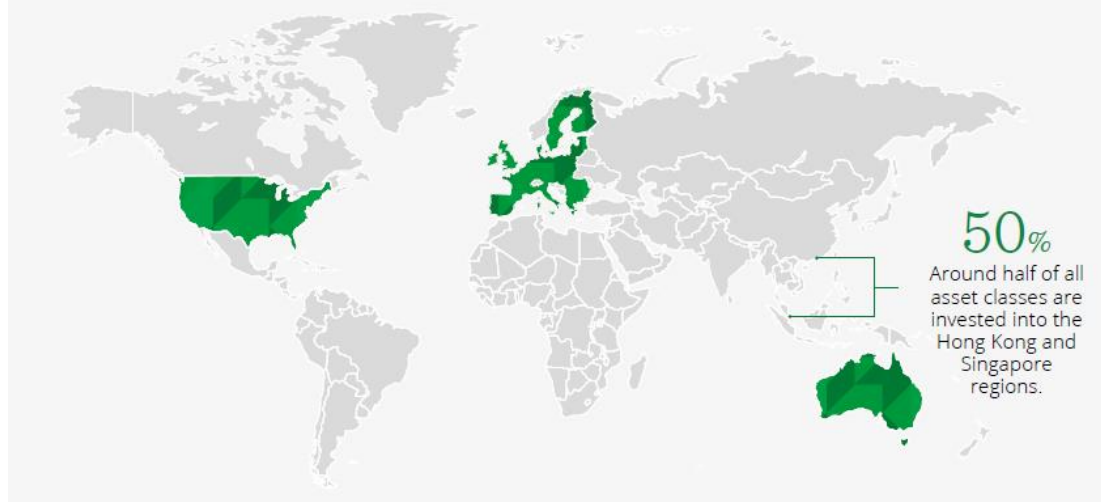 50%
Around half of all
asset classes are
invested into the
Hong Kong and
Singapore
regions.